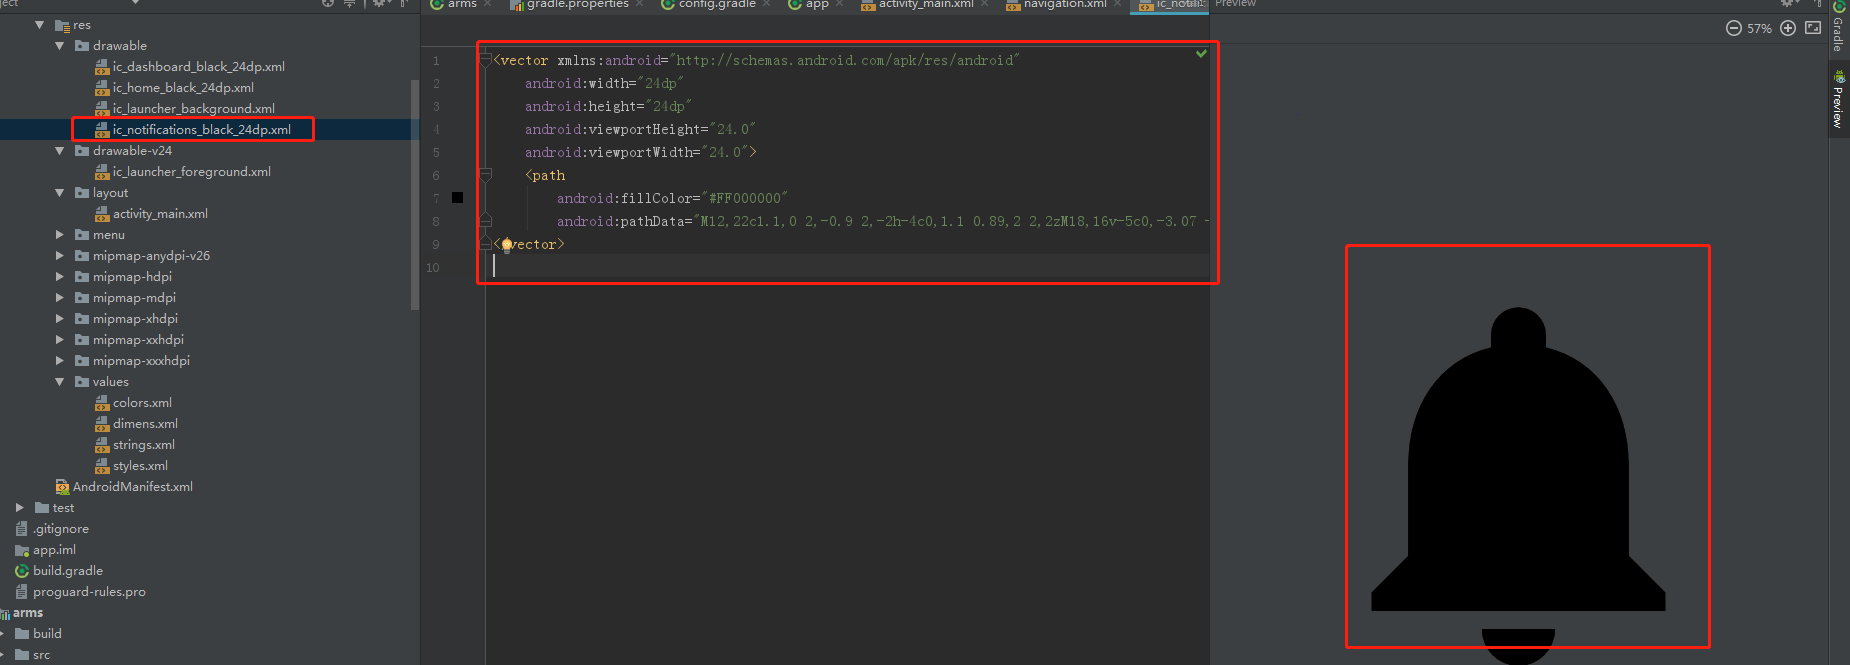 ject
arms
gradle.properties
config.gradle
app
activity_main.xml
navigation.xml
ic_notifi
Preview
57%
res
drawable
ic_dashboard_black_24dp.xml
ic_home_black_24dp.xml
ic_launcher_background.xml
ic_notifications_black_24dp.xml
drawable-v24
ic_launcher_foreground.xml
layout
activity_main.xml
menu
mipmap-anydpi-v26
mipmap-hdpi
mipmap-mdpi
mipmap-xhdpi
mipmap-xxhdpi
mipmap-xxxhdpi
values
colors.xml
dimens.xml
strings.xml
styles.xml
AndroidManifest.xml
test
.gitignore
app.iml
build.gradle
proguard-rules.pro
arms
build
src
1 <vector xmlns:android="http://schemas.android.com/apk/res/android"
2 android:width="24dp"
3 android:height="24dp"
4 android:viewportHeight="24.0"
5 android:viewportWidth="24.0">
6 <path
7 android:fillColor="#FF000000"
8 android:pathData="M12,22c1.1,0 2,-0.9 2,-2h-4c0,1.1 0.89,2 2,2zM18,16v-5c0,-3.07 -
9 </vector>
10
Gradle
Preview